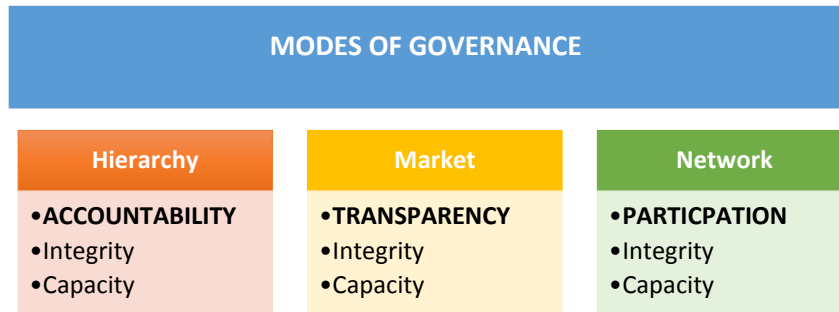 MODES OF GOVERNANCE
Hierarchy
•ACCOUNTABILITY
•Integrity
•Capacity
Market
•TRANSPARENCY
•Integrity
•Capacity
Network
•PARTICPATION
•Integrity
•Capacity